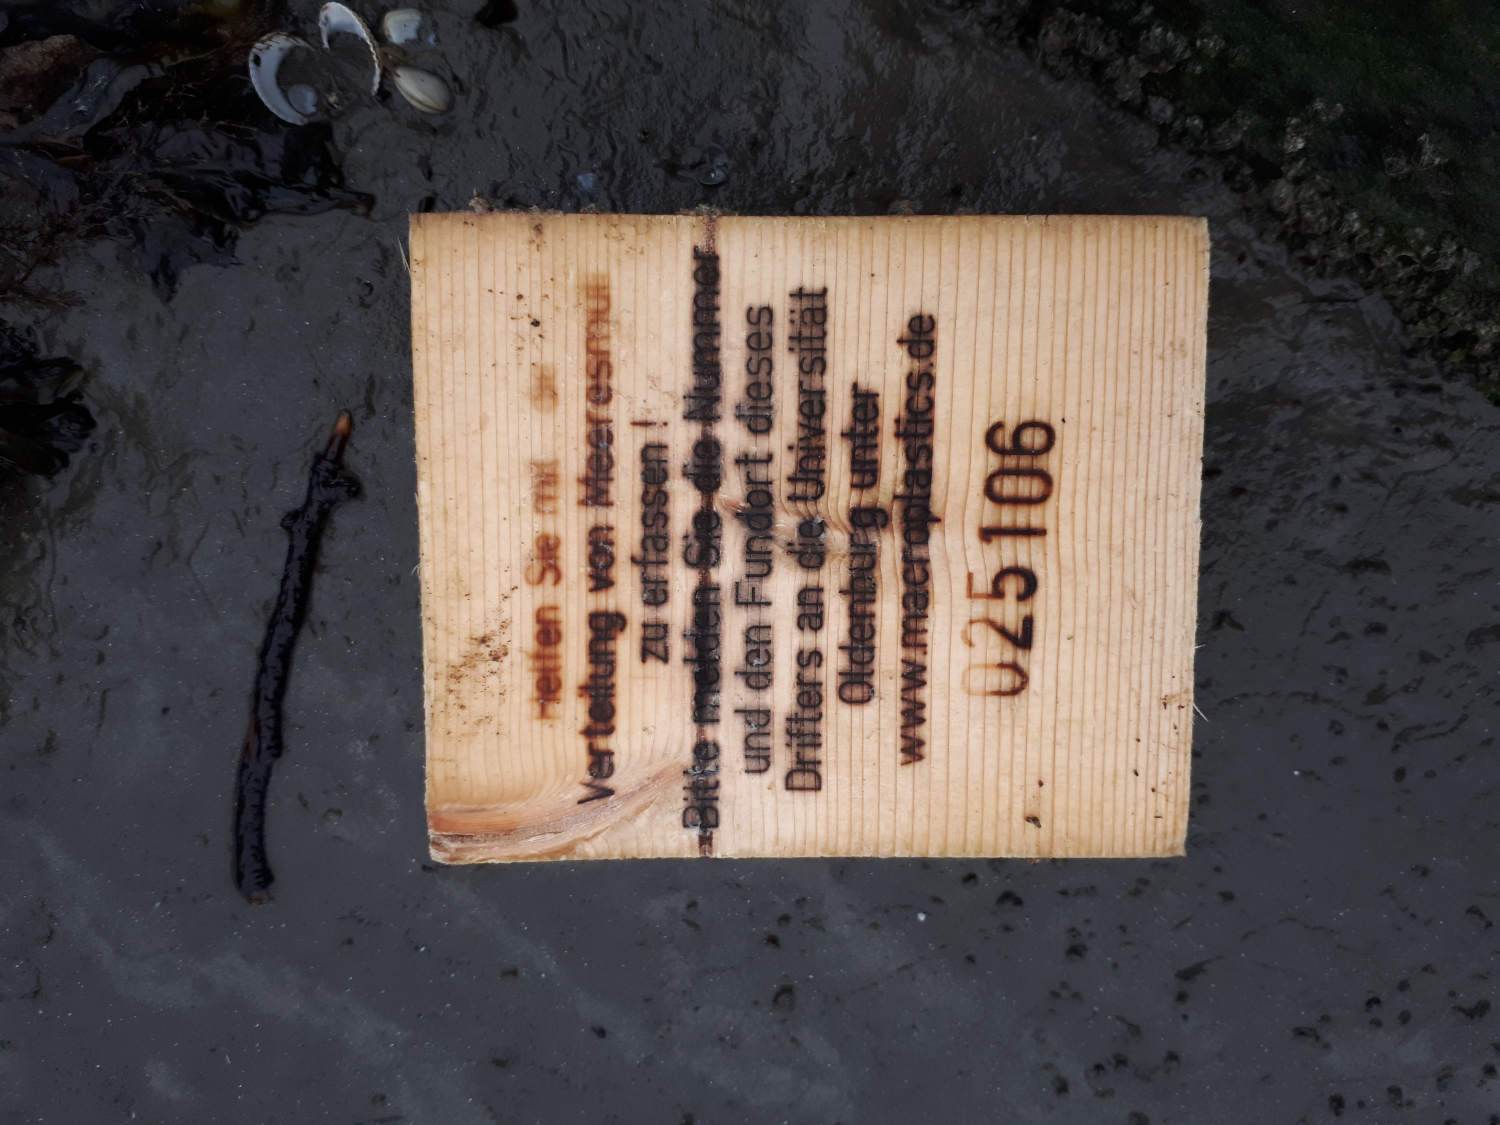 Helfen Sie mit die
Verteilung von Meeresmül
zu erfassen!
Bitte melden Sie die Nummer
und den Fundort dieses
Drifters an die Universität
Oldenburg unter
www.macroplastics.de
025106